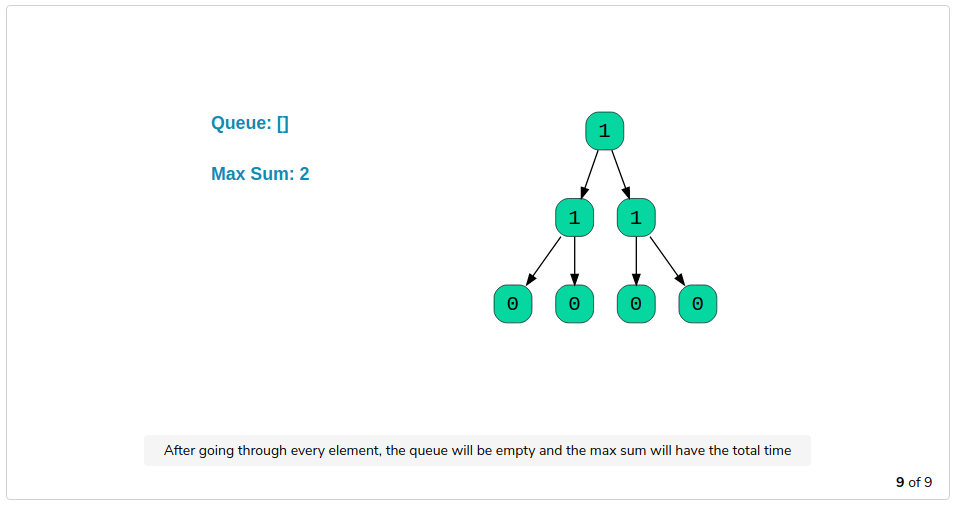 Queue: []
Max Sum: 2
1
1 1
0 0 0 0
After going through every element, the queue will be empty and the max sum will have the total time
9 of 9